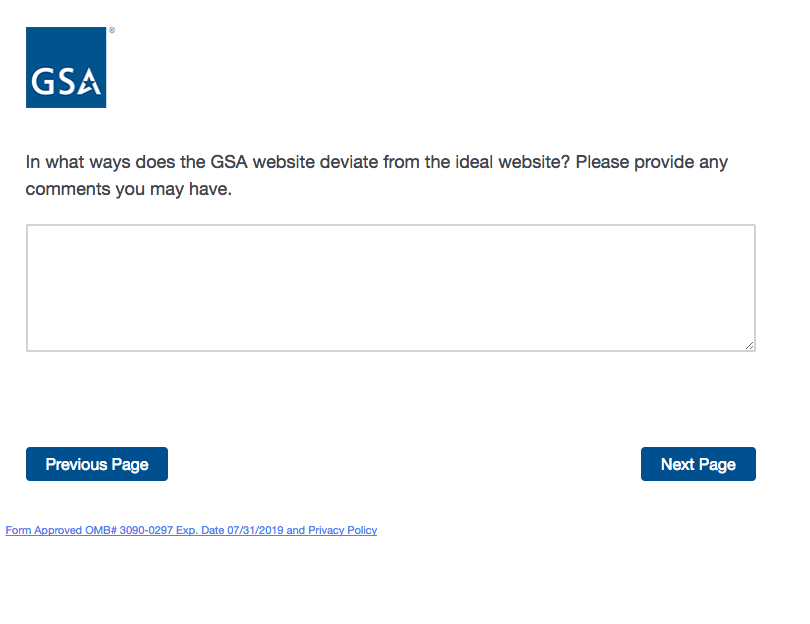 GSA
®
In what ways does the GSA website deviate from the ideal website? Please provide any
comments you may have.
Previous Page
Next Page
Form Approved OMB# 3090-0297 Exp. Date 07/31/2019 and Privacy Policy